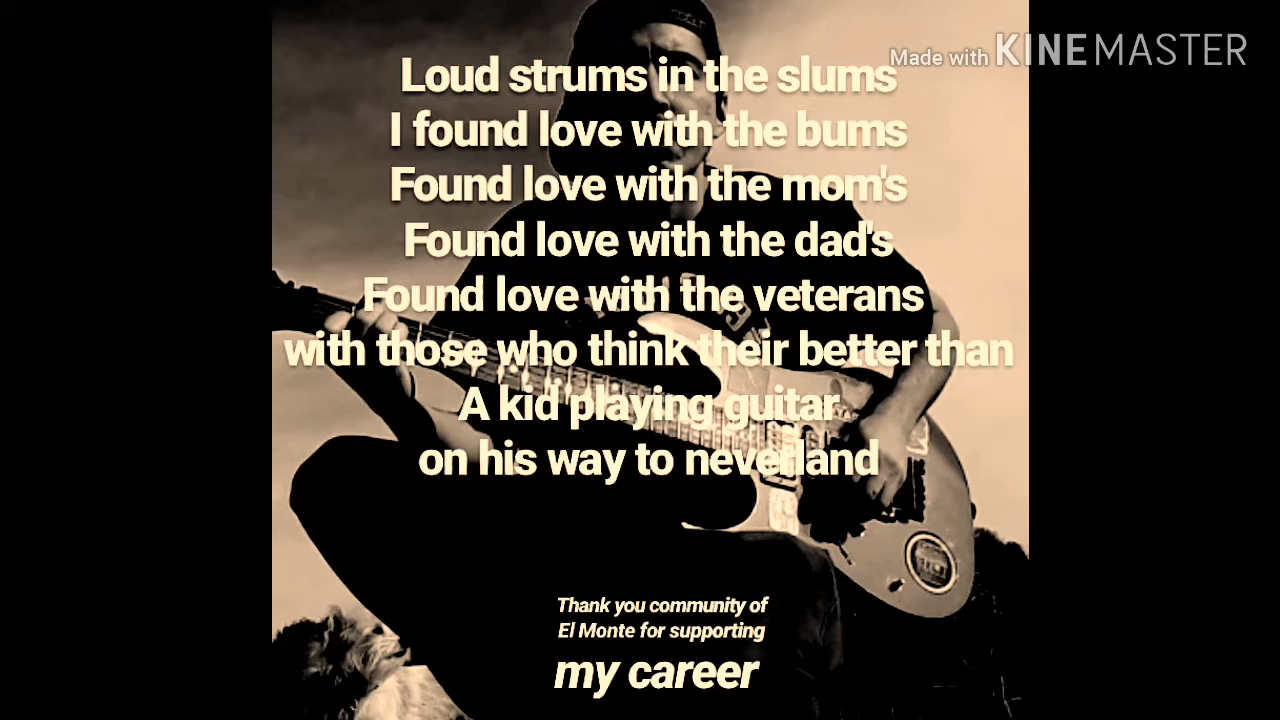 Made with KINEMASTER
Loud strums in the slums
I found love with the bums
Found love with the mom's
Found love with the dad's
Found love with the veterans
with those who think their better than
A kid playing guitar
on his way to neverland
Thank you community of
El Monte for supporting
my career